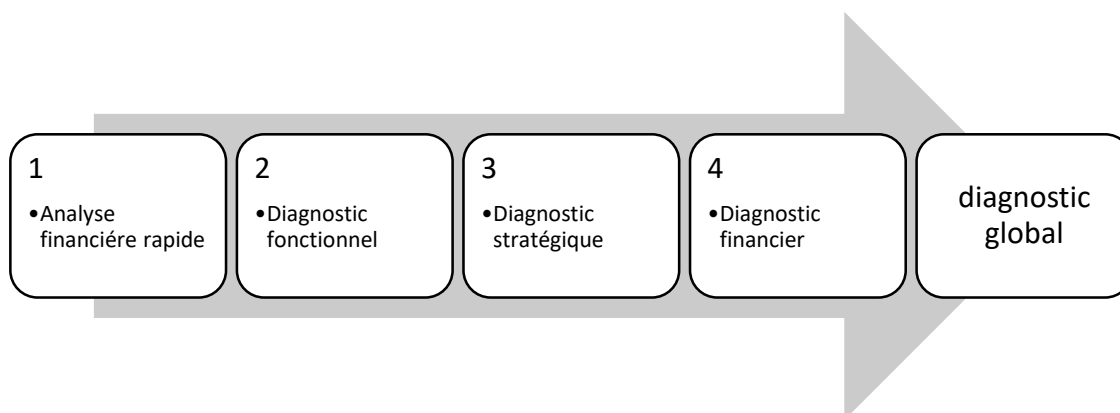 1
•Analyse
financiére rapide
2
•Diagnostic
fonctionnel
3
•Diagnostic
stratégique
4
•Diagnostic
financier
diagnostic
global